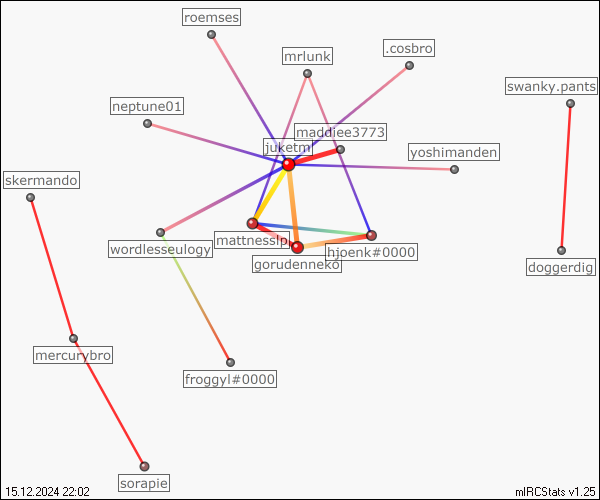 roemses
mrlunk
.cosbro
swanky.pants
neptune01
maddiee3773
juketm
yoshimanden
skermando
mattnesslp
wordlesseulogy
hjoenk#0000
gorudenneko
doggerdig
mercurybro
froggyl#0000
sorapie
15.12.2024 22:02
mIRCStats v1.25